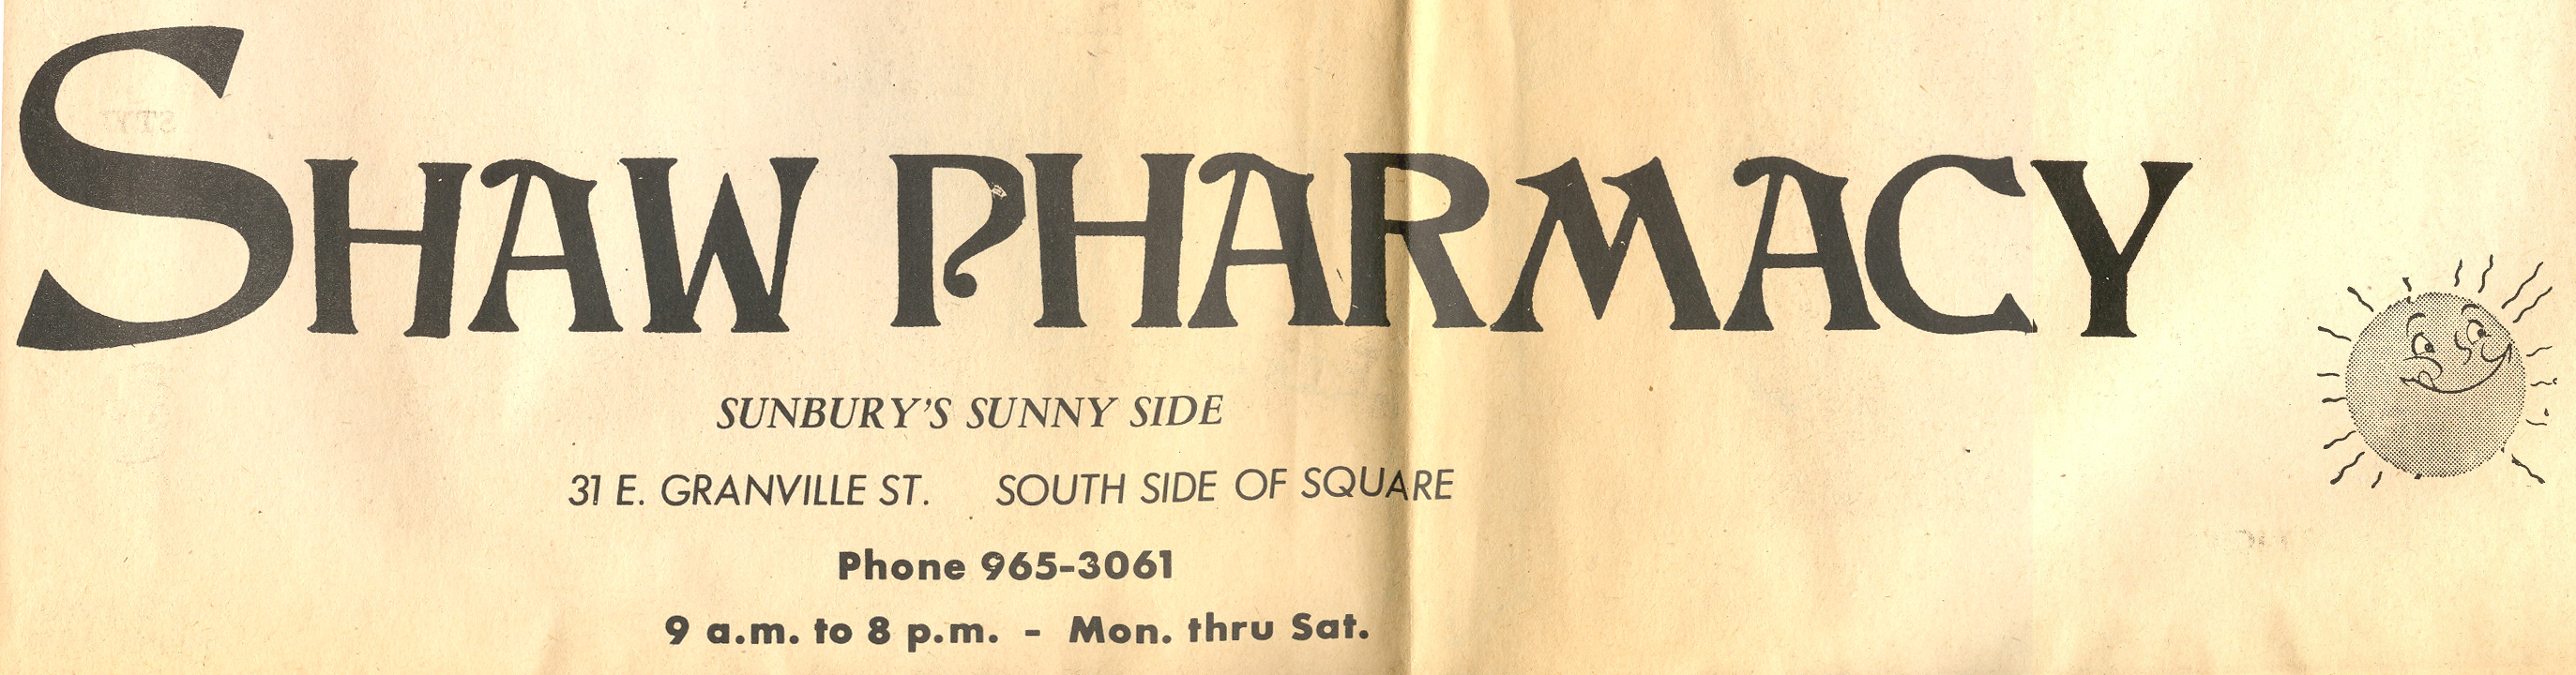 SHAW PHARMACY
SUNBURY'S SUNNY SIDE
31 E. GRANVILLE ST. SOUTH SIDE OF SQUARE
Phone 965-3061
9 a.m. to 8 p.m. - Mon. thru Sat.